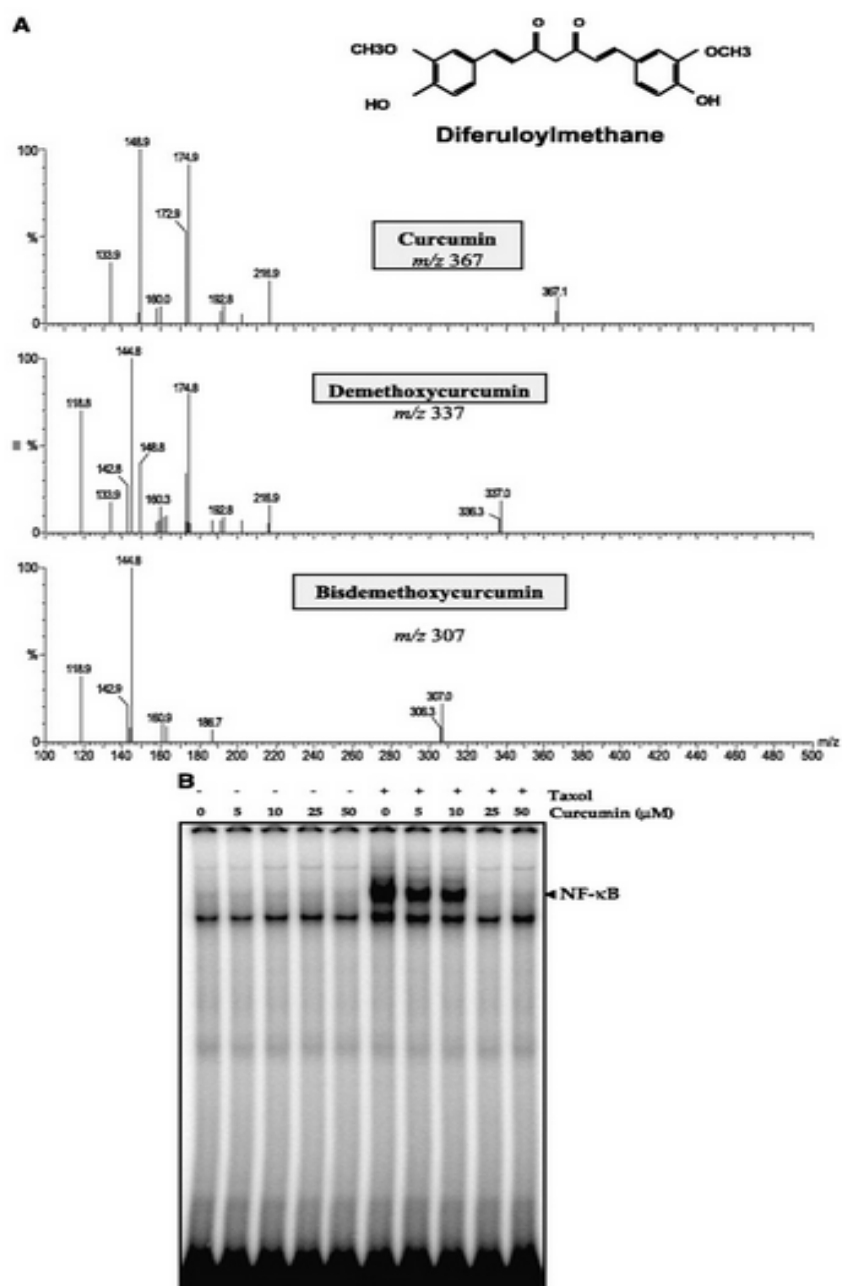 A
O O
CH3O OCH3
HO OH
Diferuloylmethane
100
%
0
133.9 148.9 160.0 172.9 174.9 192.8 216.9 367.1
Curcumin
m/z 367
100
%
0
118.8 133.9 142.8 144.8 148.8 160.3 174.8 192.8 216.9 336.3 337.0
Demethoxycurcumin
m/z 337
100
%
0
118.9 142.9 144.8 160.9 186.7 306.3 307.0
Bisdemethoxycurcumin
m/z 307
100 120 140 160 180 200 220 240 260 280 300 320 340 360 380 400 420 440 460 480 500 m/z
B
- - - - - + + + + + Taxol
0 5 10 25 50 0 5 10 25 50 Curcumin (μM)
NF-κB